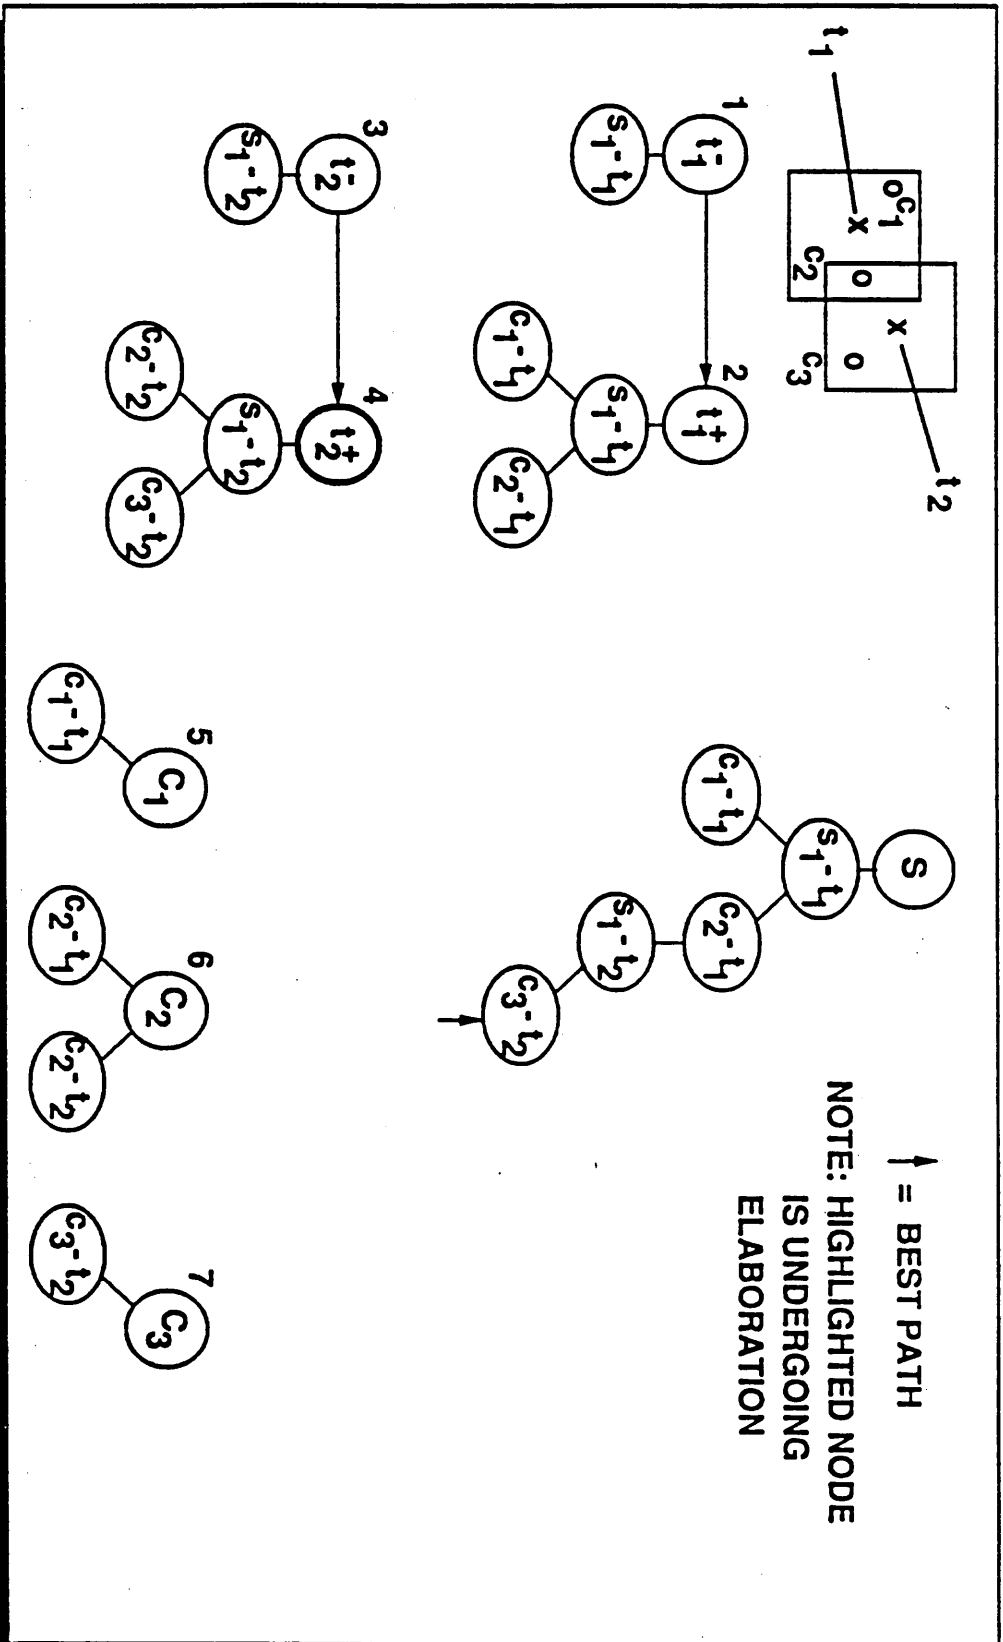 t₁
c₁
o
x
c₂
o
x
o
c₃
t₂
1
t₁⁻
s₁-t₁
2
t₁⁺
s₁-t₁
c₁-t₁
c₂-t₁
3
t₂⁻
s₁-t₂
4
t₂⁺
s₁-t₂
c₂-t₂
c₃-t₂
S
s₁-t₁
c₁-t₁
c₂-t₁
s₁-t₂
c₃-t₂
= BEST PATH
NOTE: HIGHLIGHTED NODE
IS UNDERGOING
ELABORATION
5
C₁
c₁-t₁
6
C₂
c₂-t₁
c₂-t₂
7
C₃
c₃-t₂